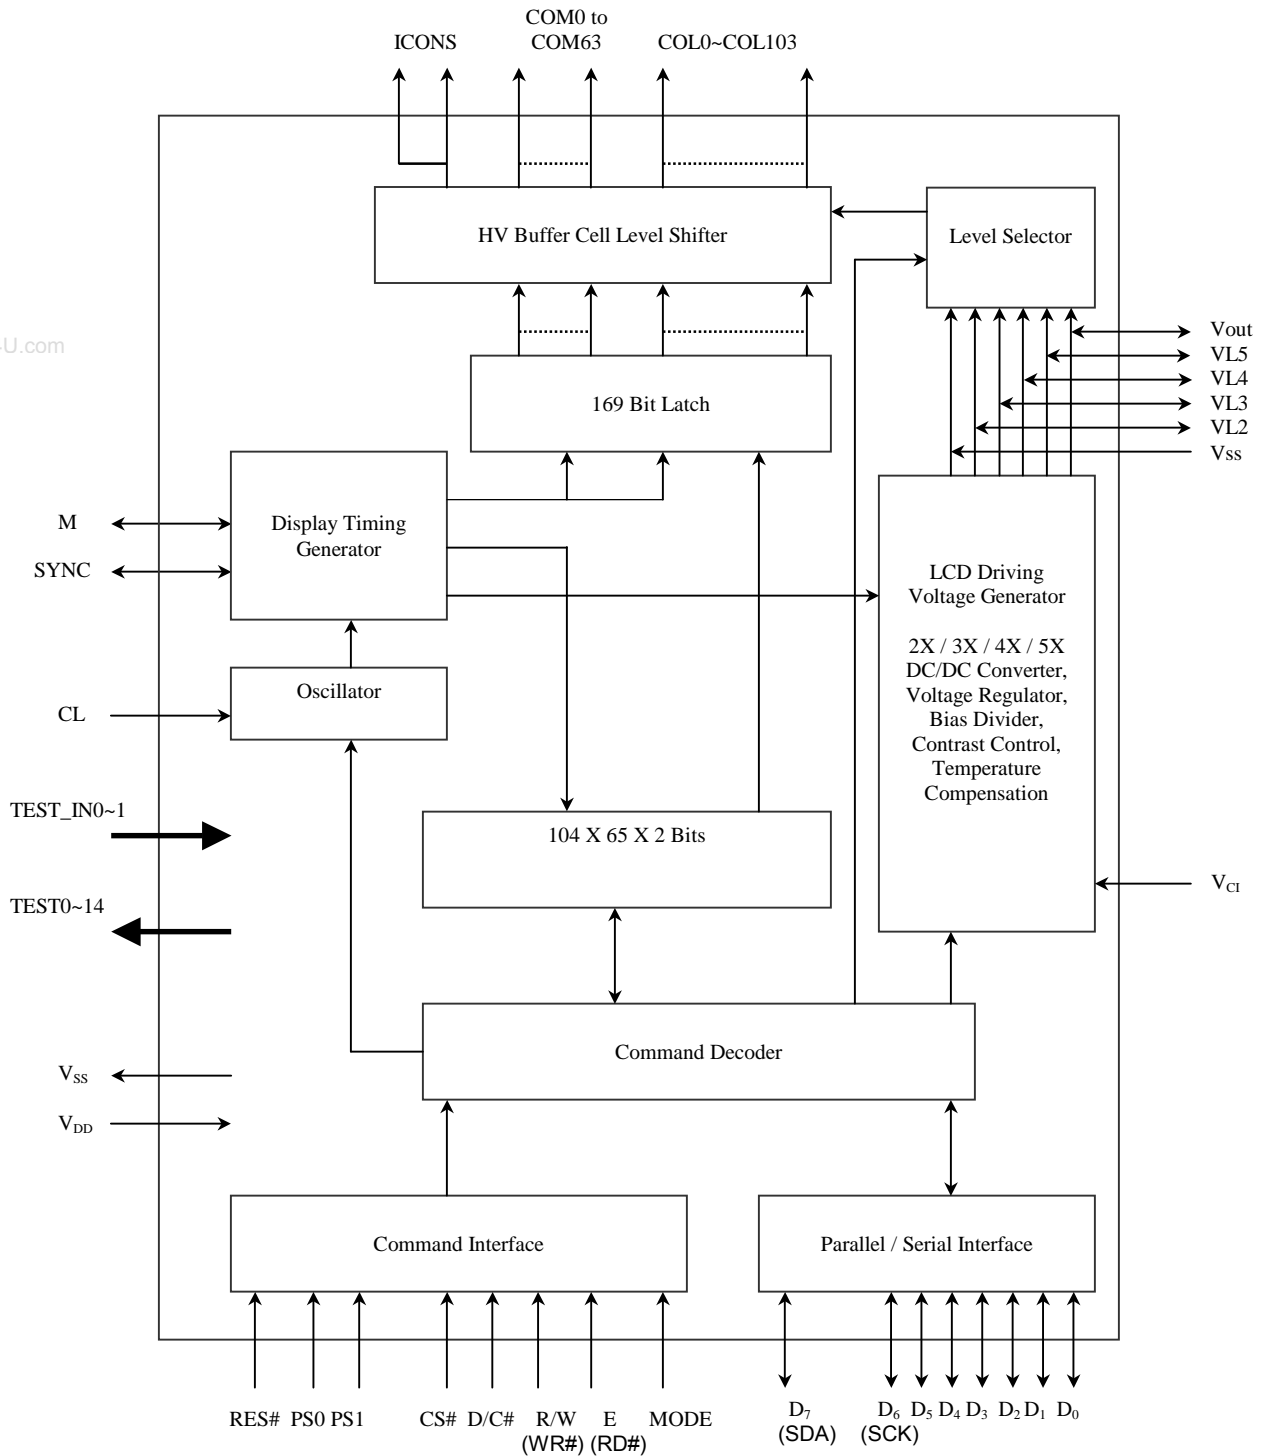 COM0 to
ICONS COM63 COL0~COL103
HV Buffer Cell Level Shifter
Level Selector
Vout
4U.com
VL5
VL4
169 Bit Latch
VL3
VL2
Vss
M
Display Timing
Generator
SYNC
LCD Driving
Voltage Generator
2X / 3X / 4X / 5X
DC/DC Converter,
Voltage Regulator,
Bias Divider,
Contrast Control,
Temperature
Compensation
Oscillator
CL
TEST_IN0~1
104 X 65 X 2 Bits
VCI
TEST0~14
Command Decoder
VSS
VDD
Command Interface
Parallel / Serial Interface
RES# PS0 PS1 CS# D/C# R/W E MODE
(WR#) (RD#)
D7 D6 D5 D4 D3 D2 D1 D0
(SDA) (SCK)